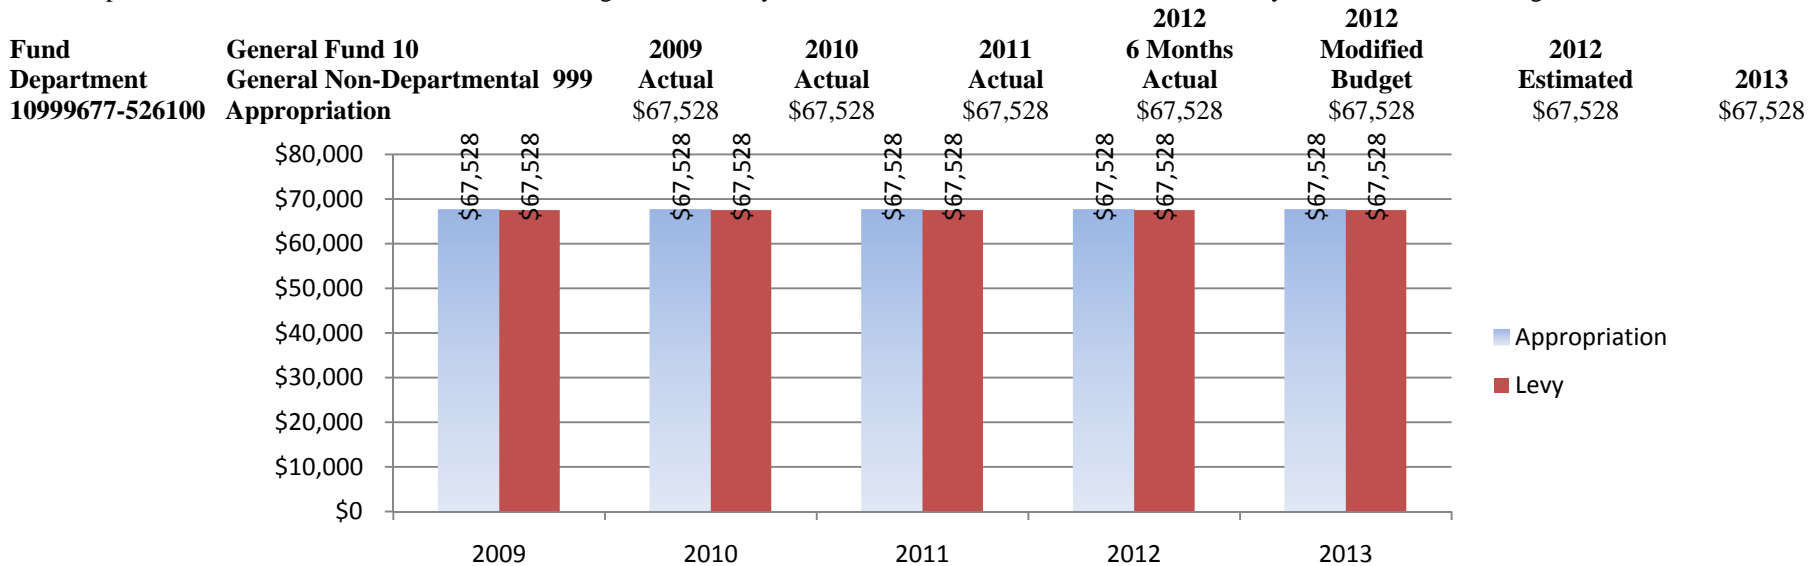 2012 2012
Fund General Fund 10 2009 2010 2011 6 Months Modified 2012
Department General Non-Departmental 999 Actual Actual Actual Actual Budget Estimated 2013
10999677-526100 Appropriation $67,528 $67,528 $67,528 $67,528 $67,528 $67,528 $67,528
$67,528 $67,528 $67,528 $67,528 $67,528 $67,528 $67,528 $67,528 $67,528 $67,528
$80,000
$70,000
$60,000
$50,000
$40,000
$30,000
$20,000
$10,000
$0
2009 2010 2011 2012 2013
Appropriation
Levy